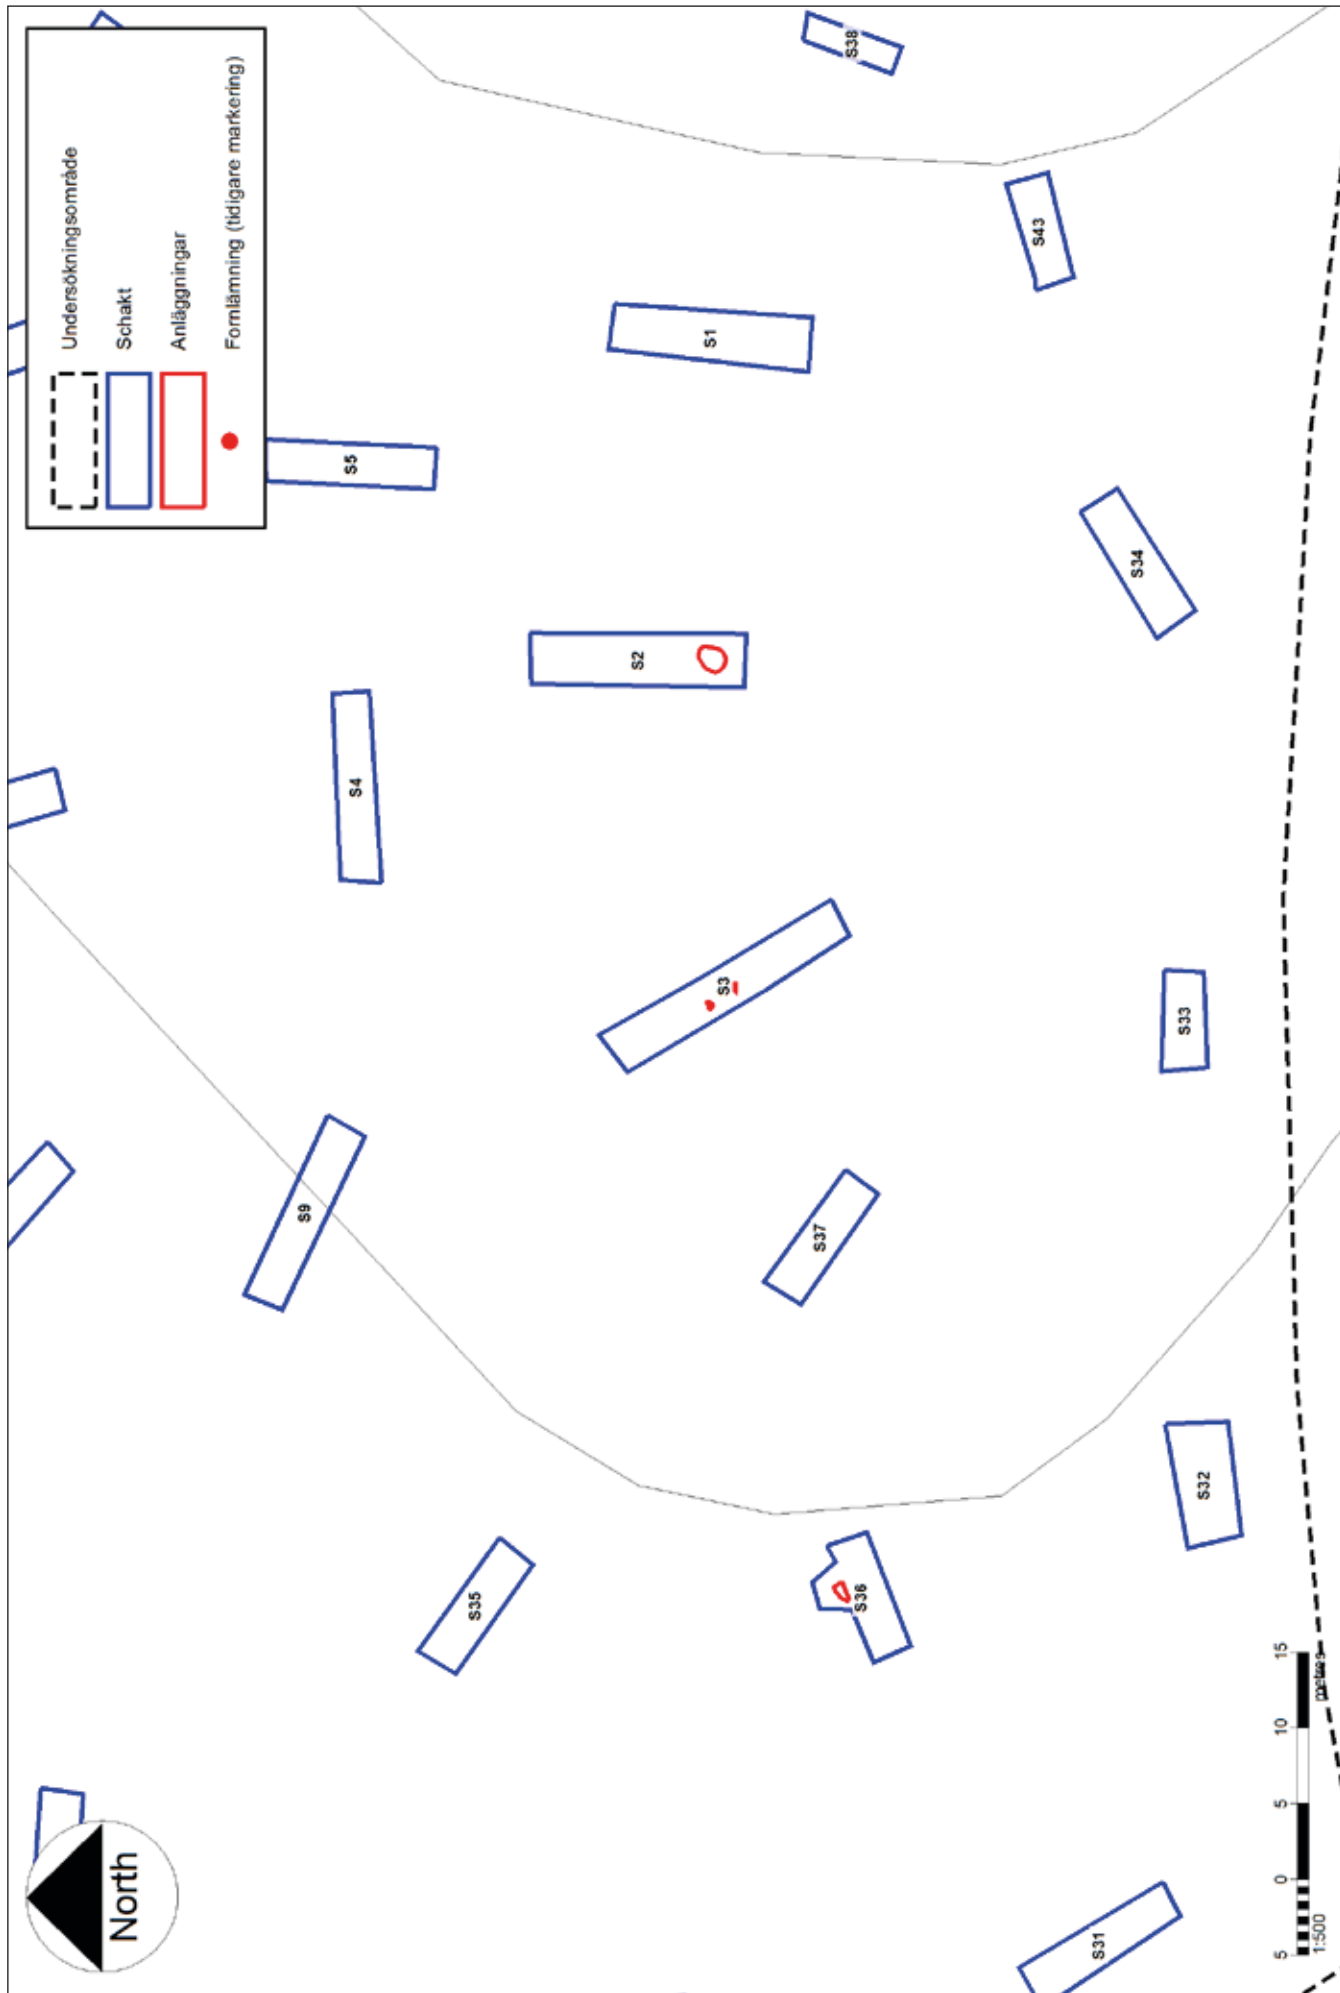 North
Undersökningsområde
Schakt
Anläggningar
Fornlämning (tidigare markering)
S5
S4
S9
S35
S2
S1
S38
S3
S37
S36
S43
S34
S33
S32
S31
5 0 5 10 15
1:500 metres